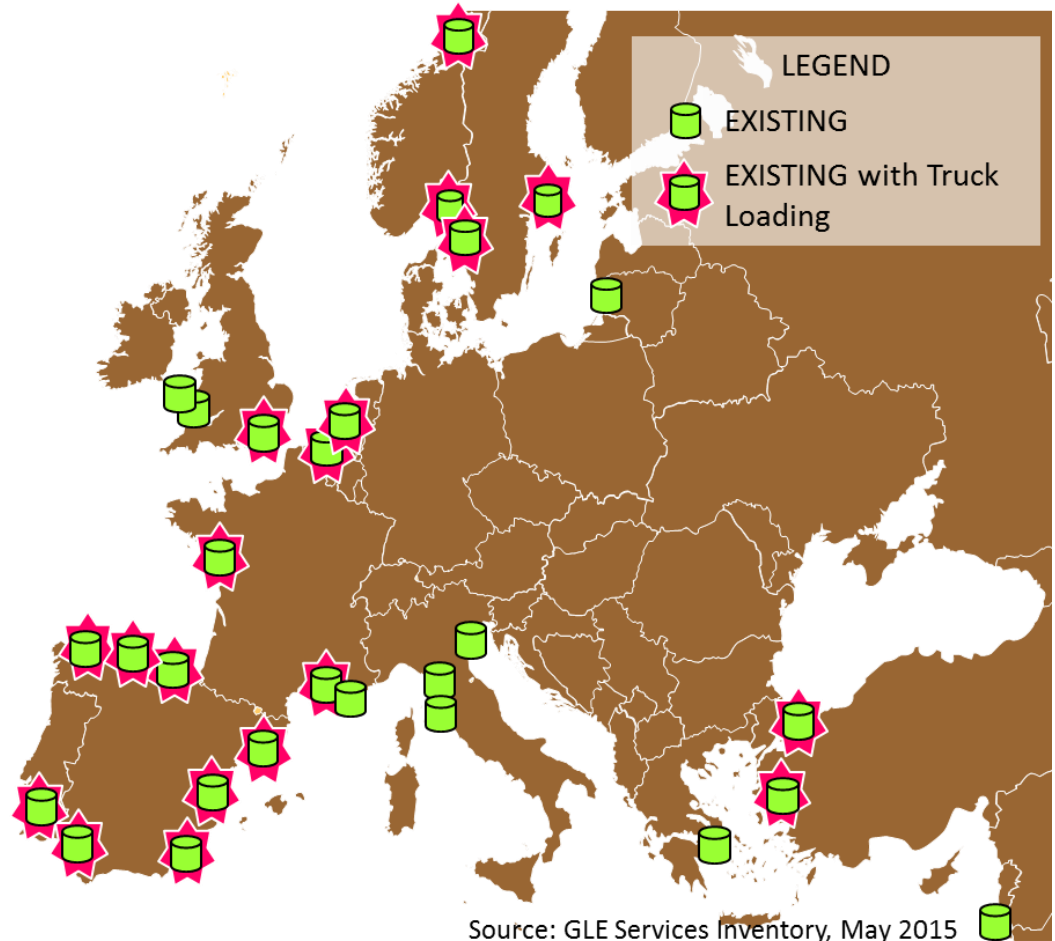 LEGEND
EXISTING
EXISTING with Truck
Loading
Source: GLE Services Inventory, May 2015